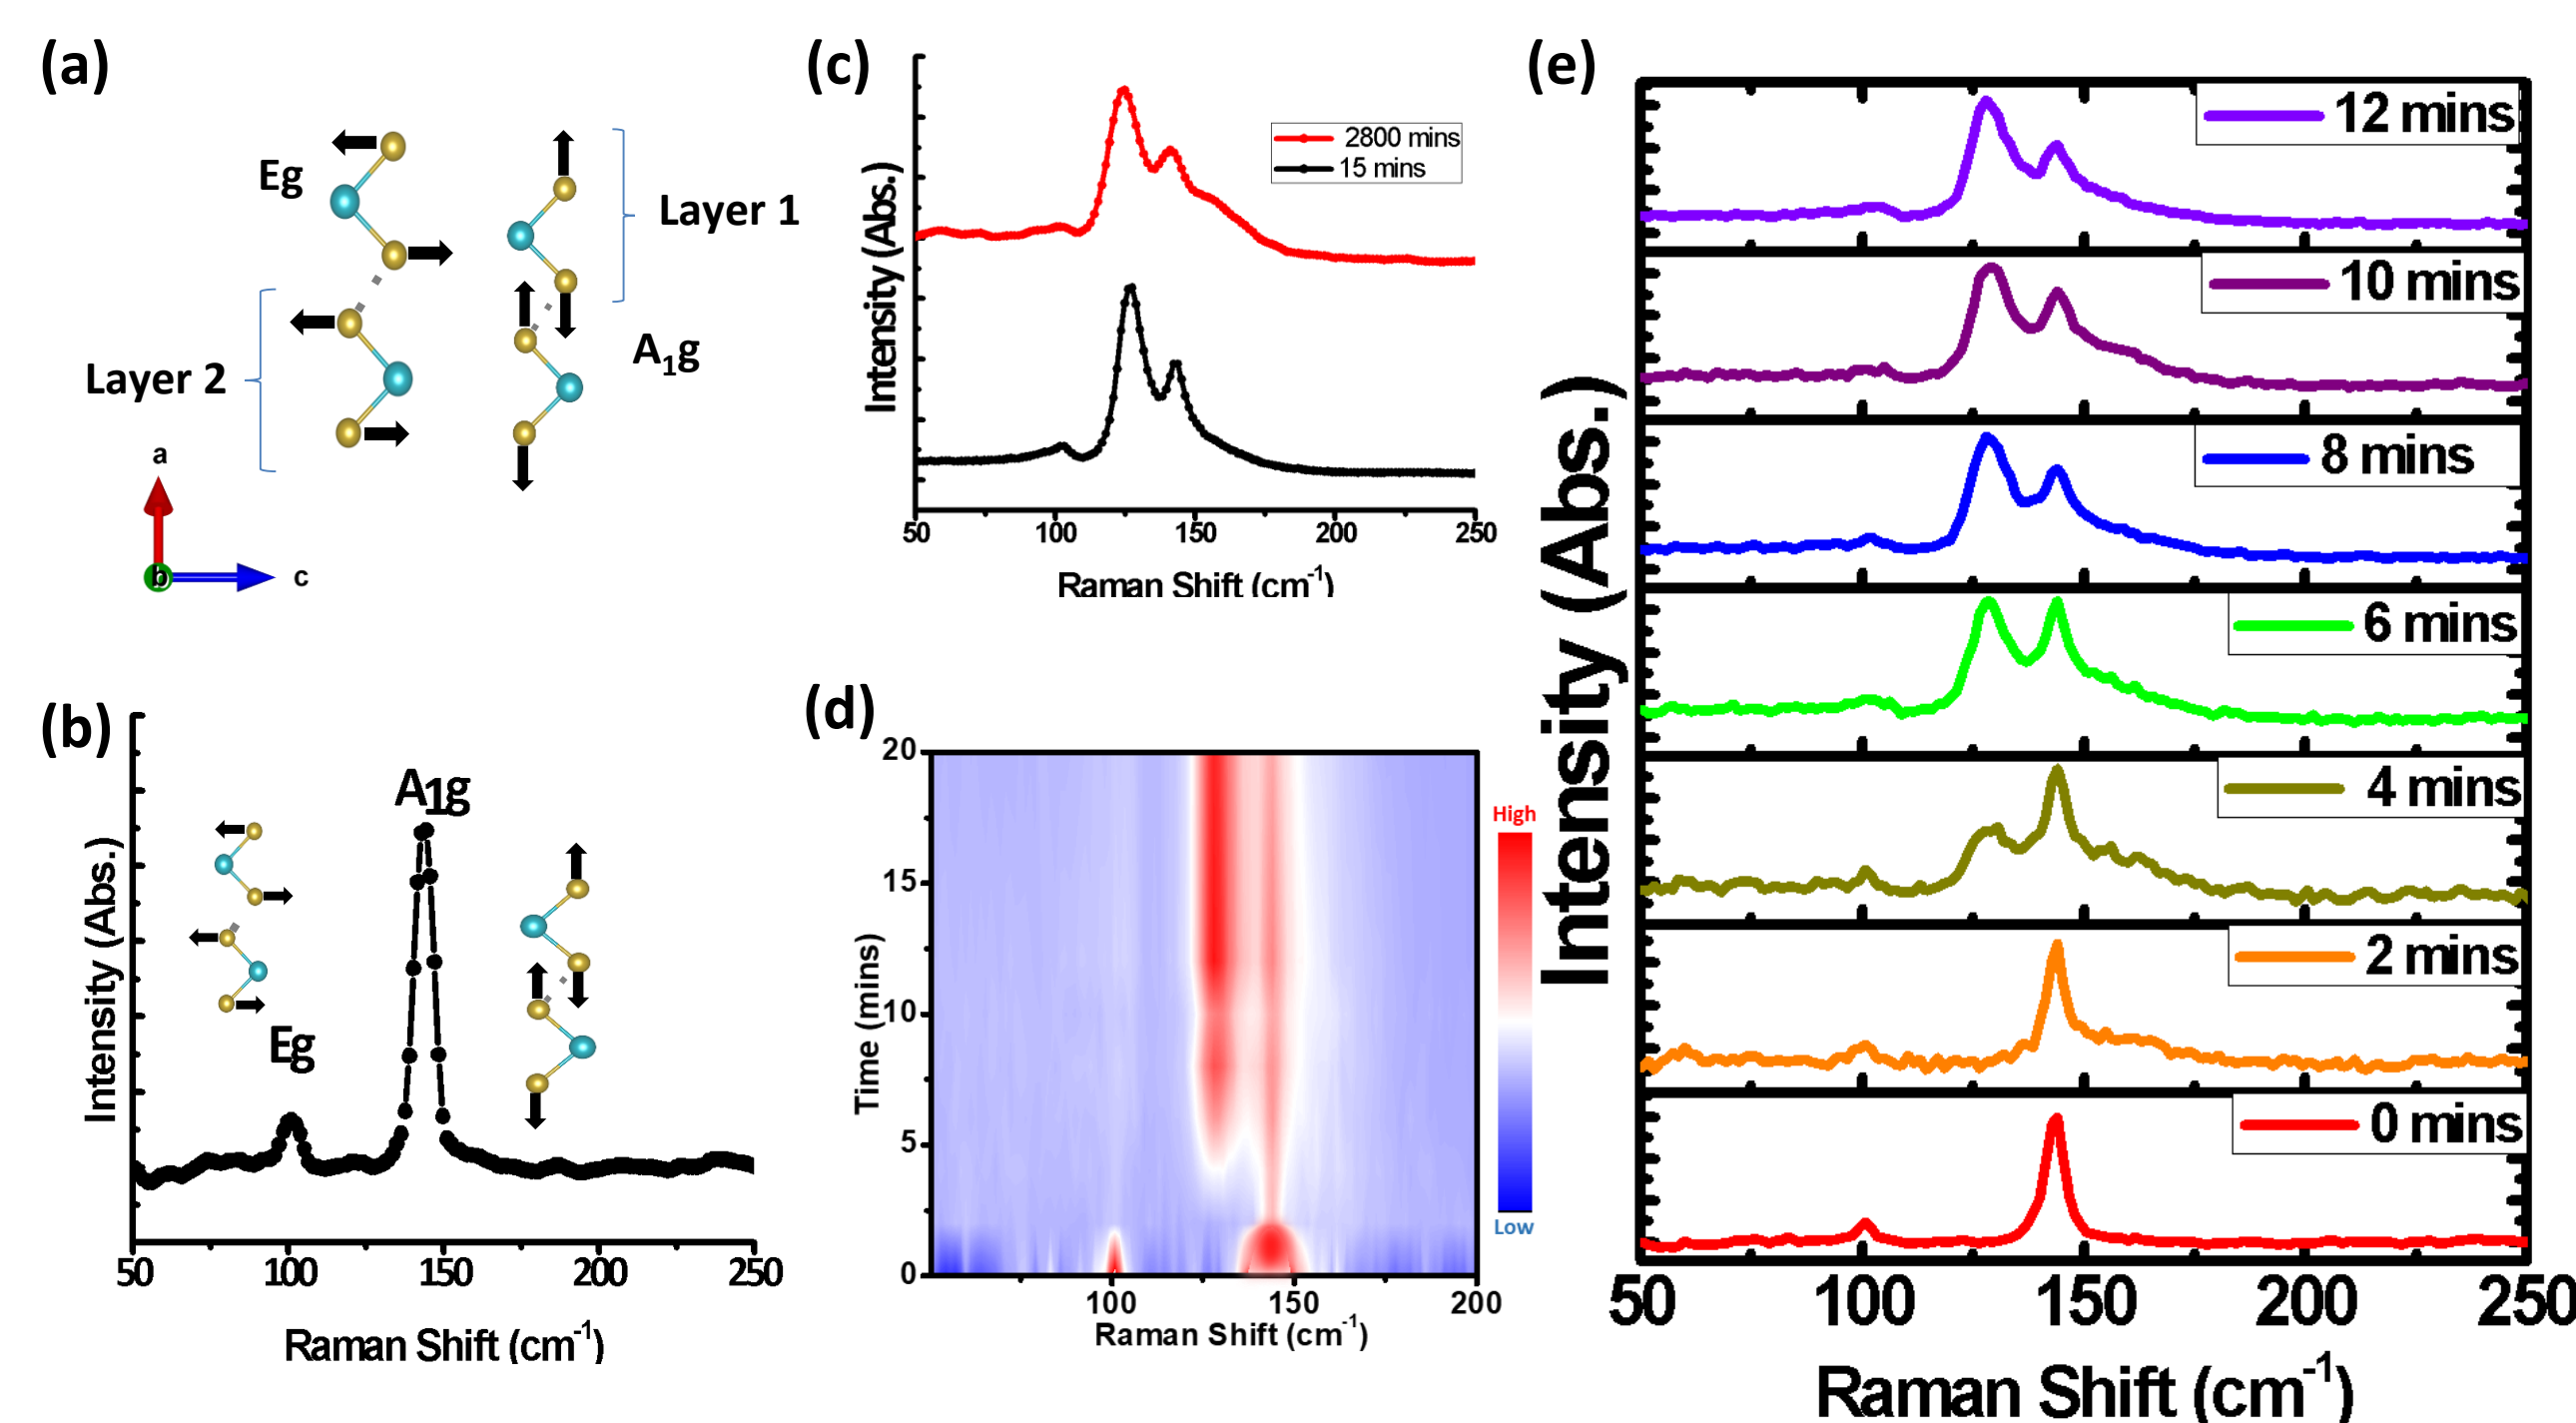 (a)
Eg
Layer 1
A1g
Layer 2
a
b
c
(b)
A1g
Eg
Intensity (Abs.)
50 100 150 200 250
Raman Shift (cm-1)
(c)
2800 mins
15 mins
Intensity (Abs.)
50 100 150 200 250
Raman Shift (cm-1)
(d)
20
15
10
5
0
Time (mins)
100 150 200
Raman Shift (cm-1)
High
Low
(e)
12 mins
10 mins
8 mins
6 mins
4 mins
2 mins
0 mins
Intensity (Abs.)
50 100 150 200 250
Raman Shift (cm-1)